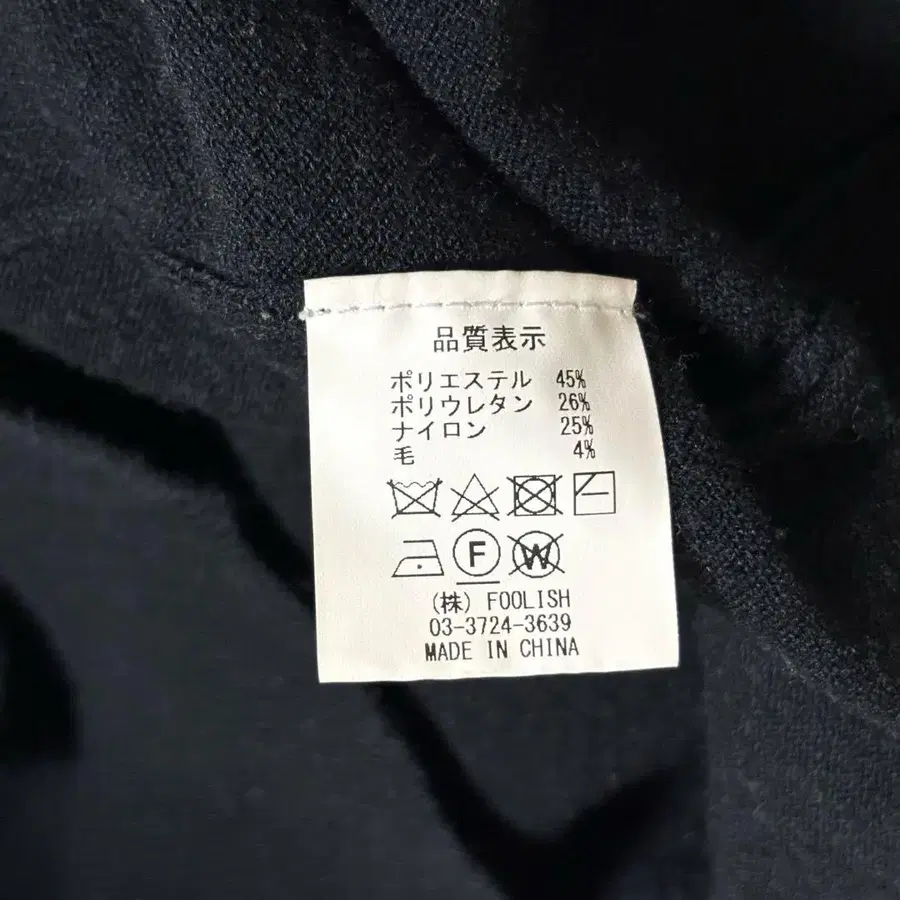 品質表示
ポリエステル 45%
ポリウレタン 26%
ナイロン 25%
毛 4%
F W
(株) FOOLISH
03-3724-3639
MADE IN CHINA